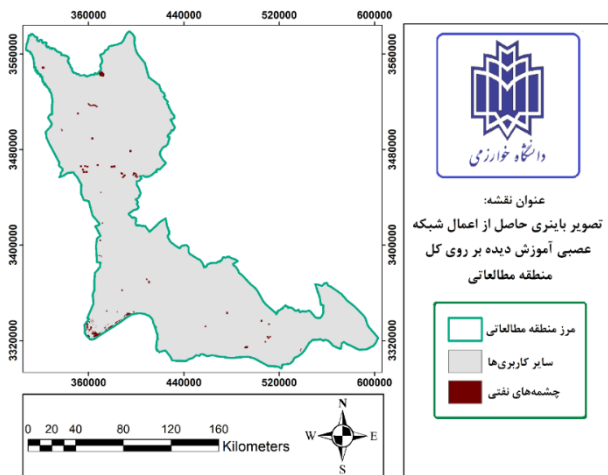 360000 440000 520000 600000
3560000
3480000
3400000
3320000
3560000
3480000
3400000
3320000
360000 440000 520000 600000
0 20 40 80 120 160
Kilometers
N
W E
S
دانشگاه خوارزمی
عنوان نقشه:
تصویر باینری حاصل از اعمال شبکه
عصبی آموزش دیده بر روی کل
منطقه مطالعاتی
مرز منطقه مطالعاتی
سایر کاربری‌ها
چشمه‌های نفتی